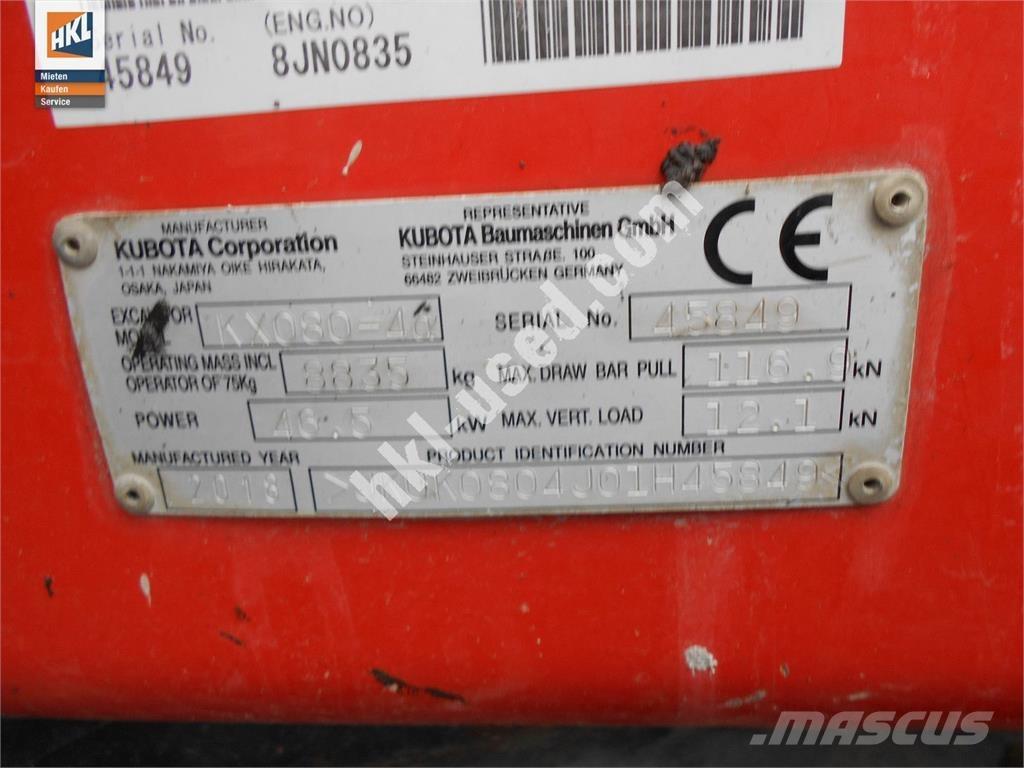 HKL
Mieten
Kaufen
Service
Serial No. (ENG.NO)
45849 8JN0835
MANUFACTURER
KUBOTA Corporation
1-1-1 NAKAMIYA OIKE HIRAKATA,
OSAKA, JAPAN
REPRESENTATIVE
KUBOTA Baumaschinen GmbH
STEINHAUSER STRAßE, 100
66482 ZWEIBRÜCKEN GERMANY
CE
EXCAVATOR MODEL KX080-4α SERIAL No. 45849
OPERATING MASS INCL OPERATOR OF 75Kg 8835 kg MAX. DRAW BAR PULL 116.9 kN
POWER 46.5 kW MAX. VERT. LOAD 12.1 kN
MANUFACTURED YEAR PRODUCT IDENTIFICATION NUMBER
2018 K0804J01H45849
hkl-used.com
MASCUS